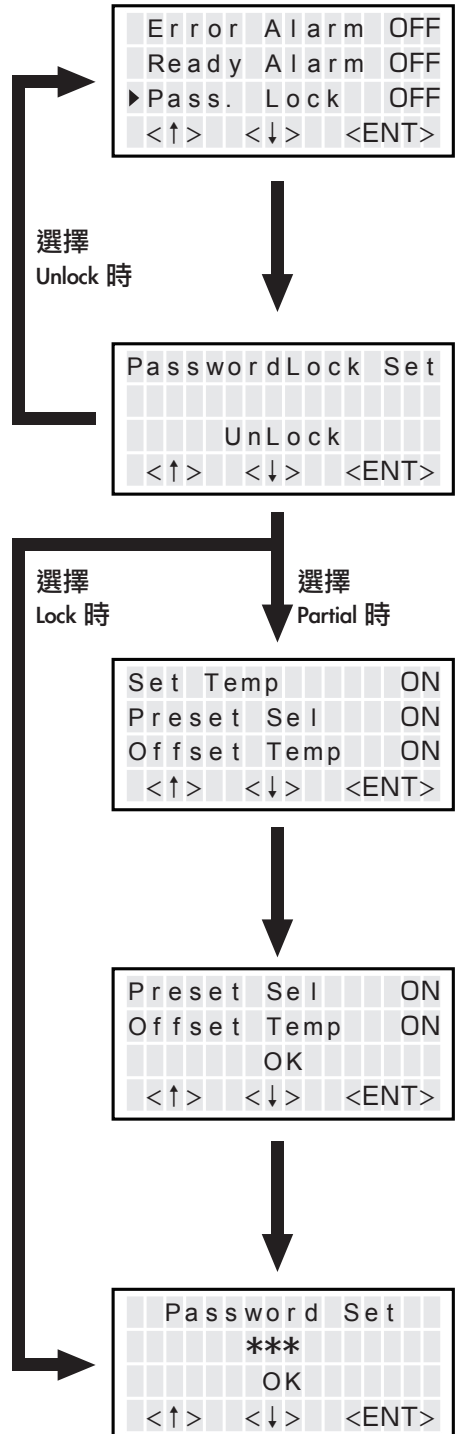 Error Alarm OFF
Ready Alarm OFF
▶Pass. Lock OFF
<↑> <↓> <ENT>
選擇
Unlock 時
PasswordLock Set
UnLock
<↑> <↓> <ENT>
選擇
Lock 時
選擇
Partial 時
Set Temp ON
Preset Sel ON
Offset Temp ON
<↑> <↓> <ENT>
Preset Sel ON
Offset Temp ON
OK
<↑> <↓> <ENT>
Password Set
***
OK
<↑> <↓> <ENT>